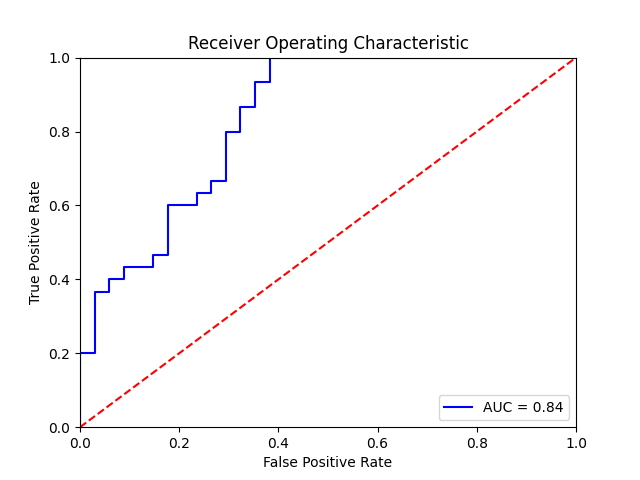 Receiver Operating Characteristic
True Positive Rate
1.0
0.8
0.6
0.4
0.2
0.0
AUC = 0.84
0.0 0.2 0.4 0.6 0.8 1.0
False Positive Rate